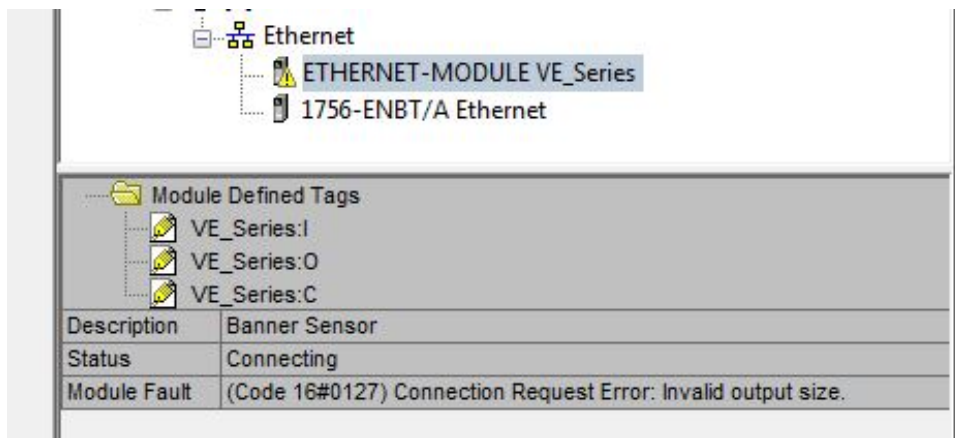 Ethernet
ETHERNET-MODULE VE_Series
1756-ENBT/A Ethernet
Module Defined Tags
VE_Series:I
VE_Series:O
VE_Series:C
Description Banner Sensor
Status Connecting
Module Fault (Code 16#0127) Connection Request Error: Invalid output size.